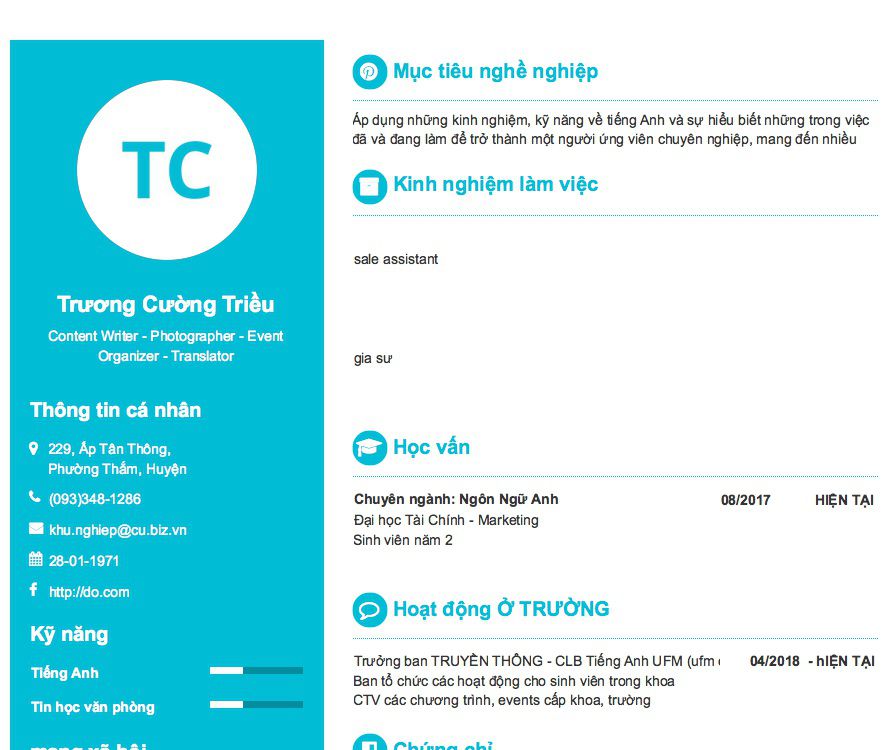 TC
Trương Cường Triều
Content Writer - Photographer - Event
Organizer - Translator
Thông tin cá nhân
229, Ấp Tân Thông,
Phường Thắm, Huyện
(093)348-1286
khu.nghiep@cu.biz.vn
28-01-1971
http://do.com
Kỹ năng
Tiếng Anh
Tin học văn phòng
mạng xã hội
Mục tiêu nghề nghiệp
Áp dụng những kinh nghiệm, kỹ năng về tiếng Anh và sự hiểu biết những trong việc
đã và đang làm để trở thành một người ứng viên chuyên nghiệp, mang đến nhiều
Kinh nghiệm làm việc
sale assistant
gia sư
Học vấn
Chuyên ngành: Ngôn Ngữ Anh 08/2017 HIỆN TẠI
Đại học Tài Chính - Marketing
Sinh viên năm 2
Hoạt động Ở TRƯỜNG
Trưởng ban TRUYỀN THÔNG - CLB Tiếng Anh UFM (ufm 04/2018 - hIỆN TẠI
Ban tổ chức các hoạt động cho sinh viên trong khoa
CTV các chương trình, events cấp khoa, trường
Chứng chỉ